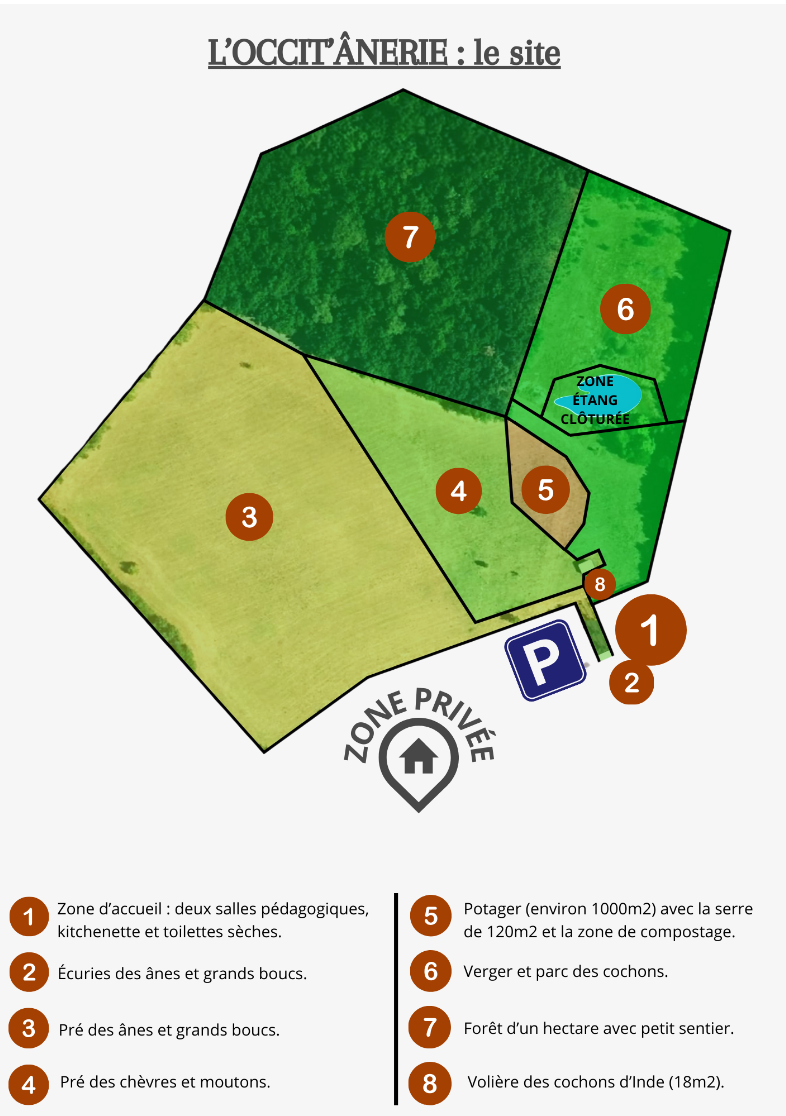 L'OCCIT'ÂNERIE : le site
7
6
ZONE
ÉTANG
CLÔTURÉE
3
4
5
8
1
P
2
ZONE PRIVÉE
1
Zone d'accueil : deux salles pédagogiques,
kitchenette et toilettes sèches.
2
Écuries des ânes et grands boucs.
3
Pré des ânes et grands boucs.
4
Pré des chèvres et moutons.
5
Potager (environ 1000m2) avec la serre
de 120m2 et la zone de compostage.
6
Verger et parc des cochons.
7
Forêt d'un hectare avec petit sentier.
8
Volière des cochons d'Inde (18m2).